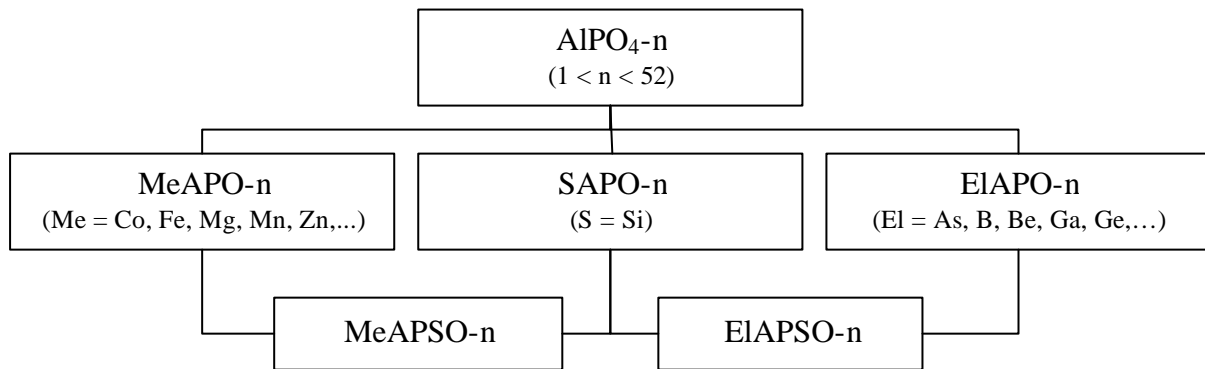 AlPO₄-n
(1 < n < 52)
MeAPO-n
(Me = Co, Fe, Mg, Mn, Zn,...)
SAPO-n
(S = Si)
ElAPO-n
(El = As, B, Be, Ga, Ge,…)
MeAPSO-n
ElAPSO-n